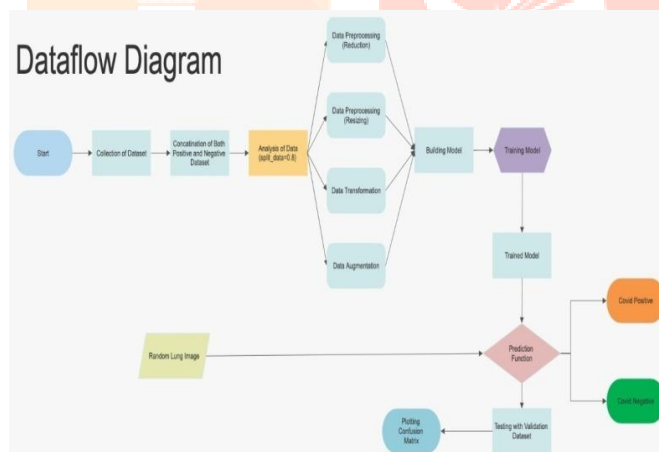 Dataflow Diagram
Data Preprocessing
(Reduction)
Data Preprocessing
(Resizing)
Start
Collection of Dataset
Concatination of Both
Positive and Negative
Dataset
Analysis of Data
(split_data=0.8)
Building Model
Training Model
Data Transformation
Data Augmentation
Trained Model
Covid Positive
Random Lung Image
Prediction
Function
Covid Negative
Plotting
Confusion
Matrix
Testing with Validation
Dataset